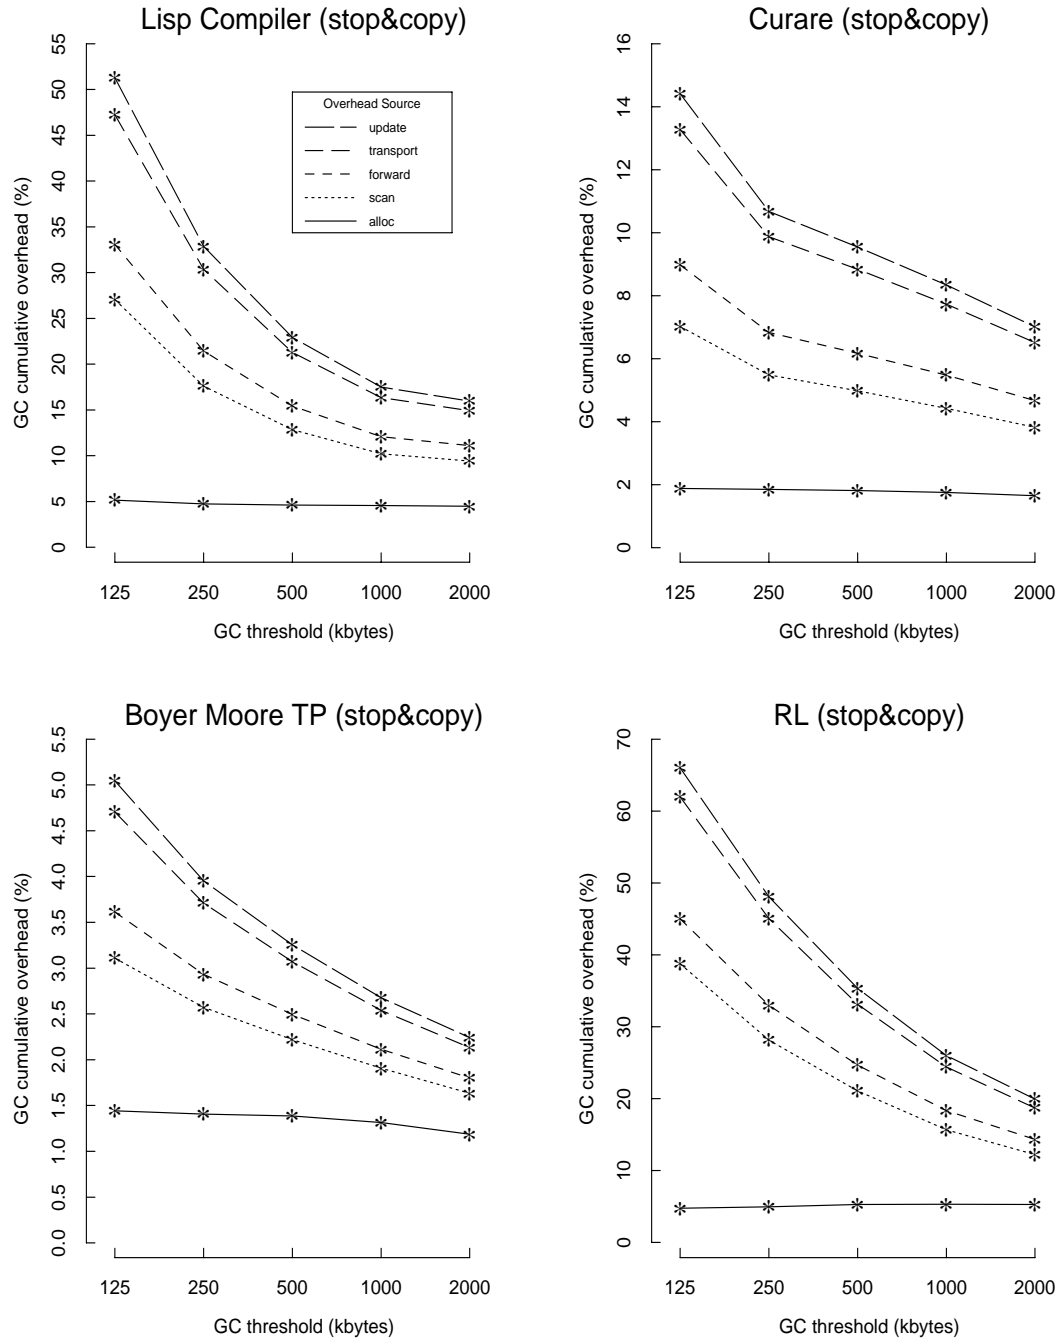 Lisp Compiler (stop&copy)
GC cumulative overhead (%)
0 5 10 15 20 25 30 35 40 45 50 55
Overhead Source
update
transport
forward
scan
alloc
125 250 500 1000 2000
GC threshold (kbytes)
Curare (stop&copy)
GC cumulative overhead (%)
0 2 4 6 8 10 12 14 16
125 250 500 1000 2000
GC threshold (kbytes)
Boyer Moore TP (stop&copy)
GC cumulative overhead (%)
0.0 0.5 1.0 1.5 2.0 2.5 3.0 3.5 4.0 4.5 5.0 5.5
125 250 500 1000 2000
GC threshold (kbytes)
RL (stop&copy)
GC cumulative overhead (%)
0 10 20 30 40 50 60 70
125 250 500 1000 2000
GC threshold (kbytes)